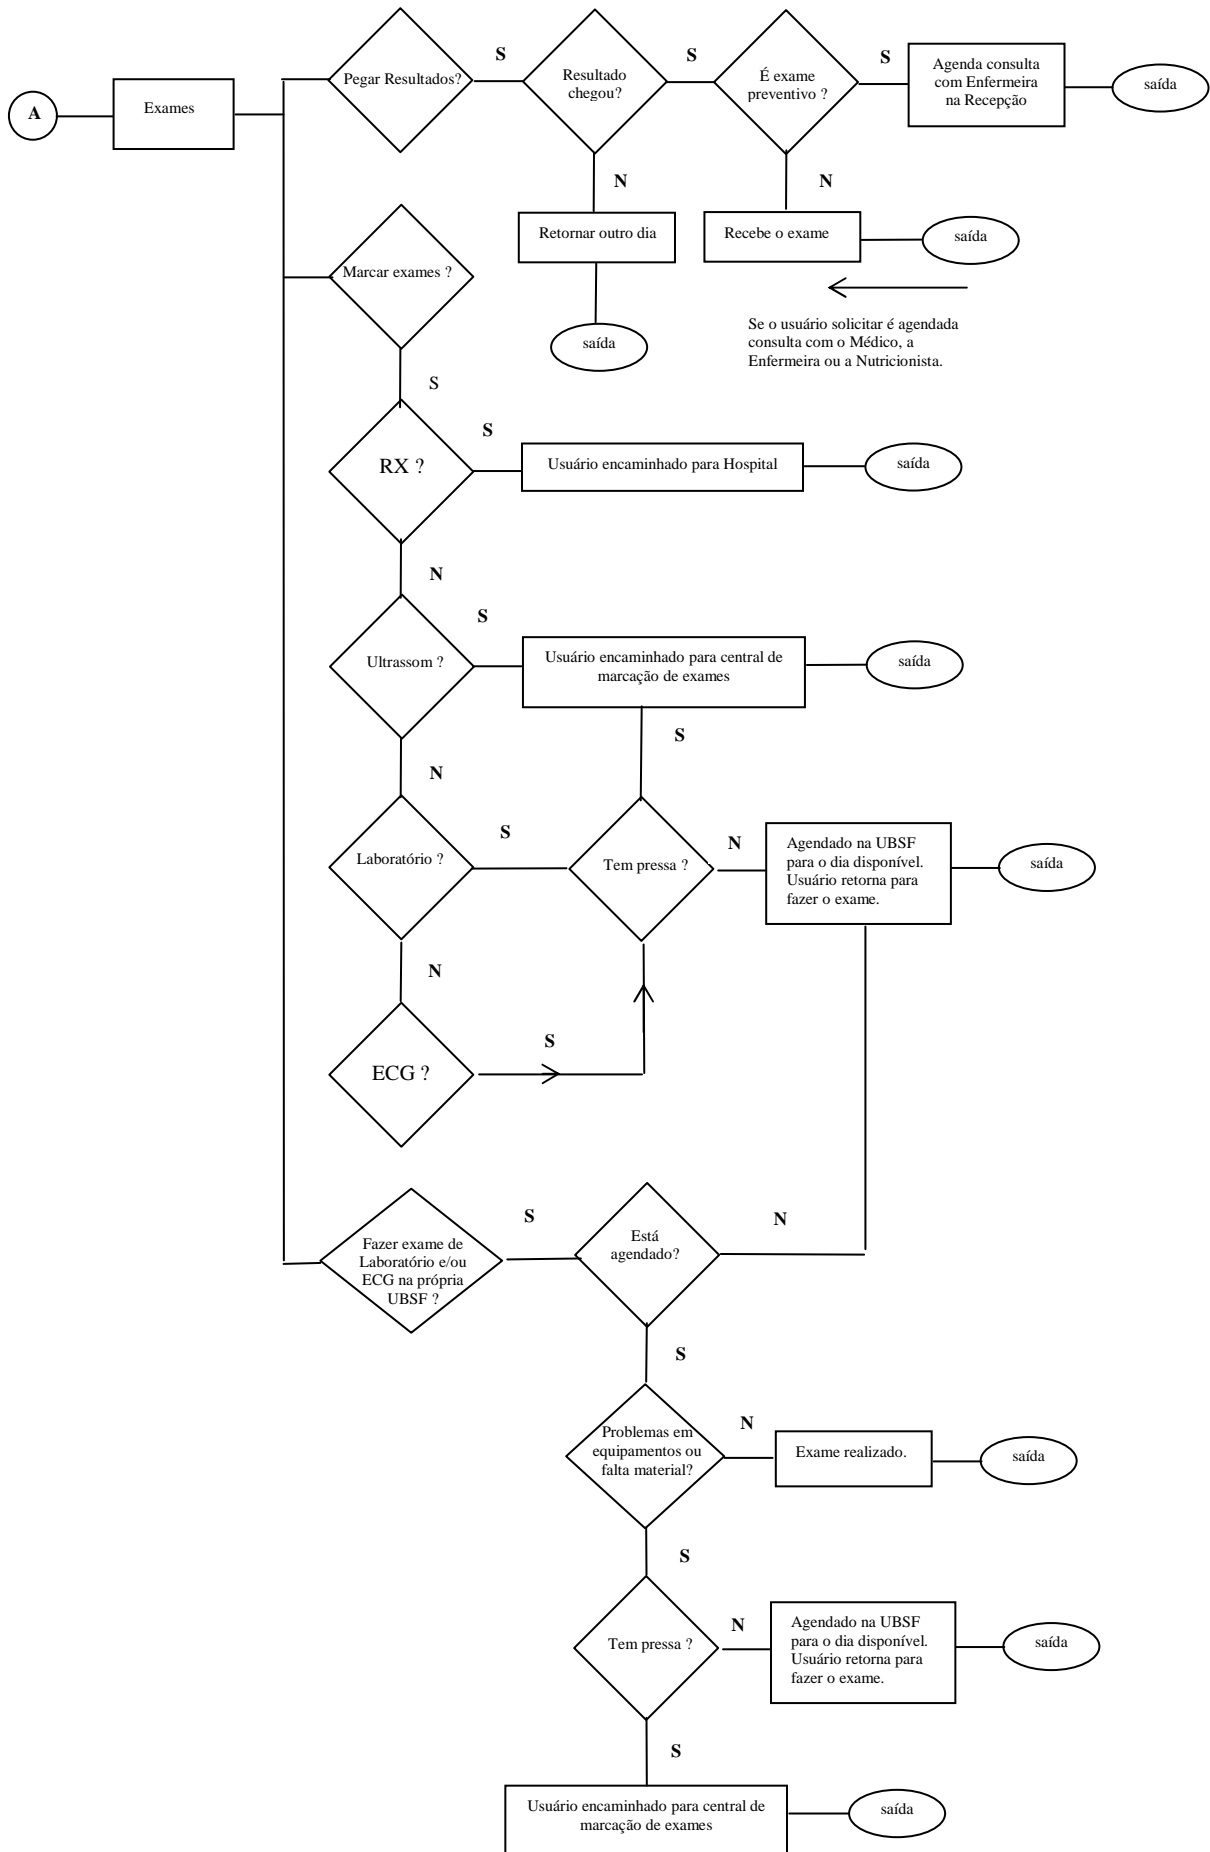 A
Exames
Pegar Resultados?
S
Resultado
chegou?
S
É exame
preventivo ?
S
Agenda consulta
com Enfermeira
na Recepção
saída
N
N
Retornar outro dia
Recebe o exame
saída
saída
Se o usuário solicitar é agendada
consulta com o Médico, a
Enfermeira ou a Nutricionista.
Marcar exames ?
S
RX ?
S
Usuário encaminhado para Hospital
saída
N
Ultrassom ?
S
Usuário encaminhado para central de
marcação de exames
saída
S
N
Laboratório ?
S
Tem pressa ?
N
Agendado na UBSF
para o dia disponível.
Usuário retorna para
fazer o exame.
saída
N
ECG ?
S
Fazer exame de
Laboratório e/ou
ECG na própria
UBSF ?
S
Está
agendado?
N
S
Problemas em
equipamentos ou
falta material?
N
Exame realizado.
saída
S
Tem pressa ?
N
Agendado na UBSF
para o dia disponível.
Usuário retorna para
fazer o exame.
saída
S
Usuário encaminhado para central de
marcação de exames
saída